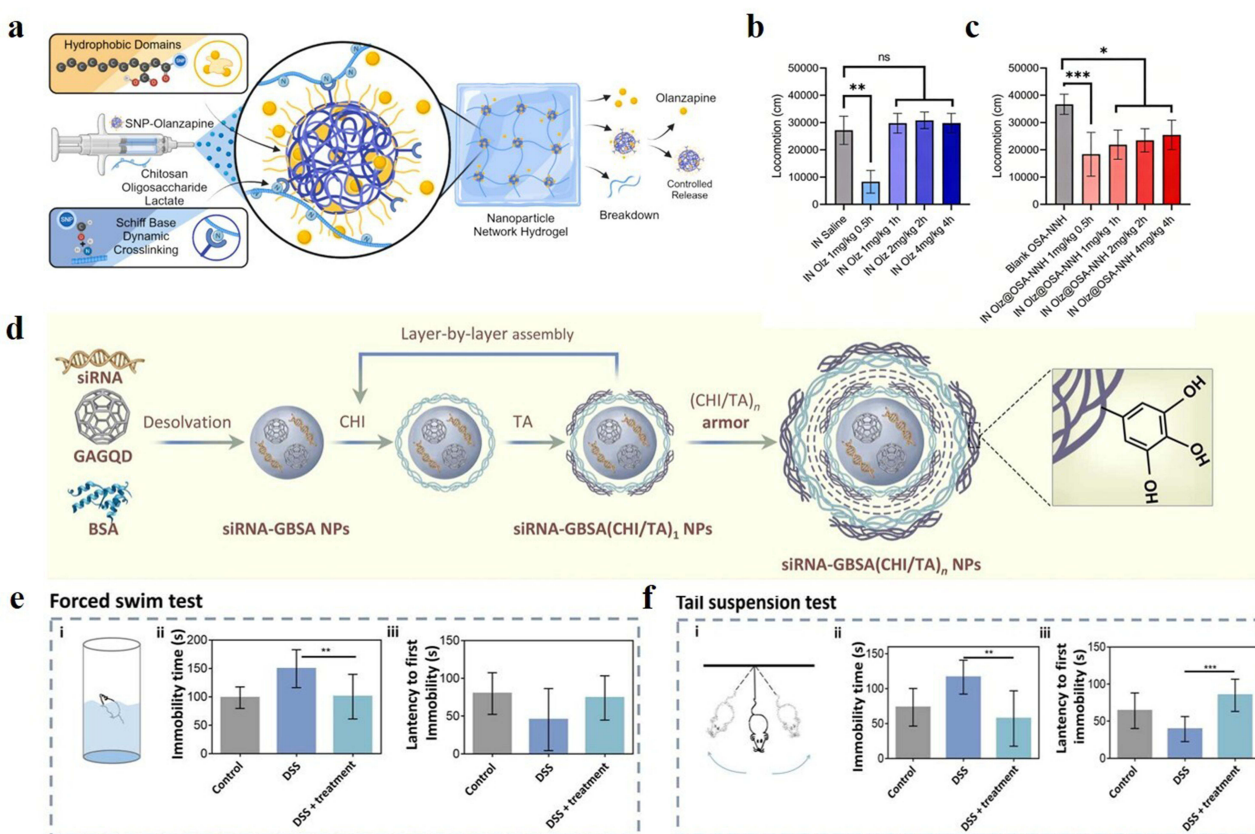 a
Hydrophobic Domains
SNP
SNP-Olanzapine
Chitosan
Oligosaccharide
Lactate
SNP
Schiff Base
Dynamic
Crosslinking
Nanoparticle
Network Hydrogel
Olanzapine
Controlled
Release
Breakdown
b
ns
**
Locomotion (cm)
50000
40000
30000
20000
10000
0
IN Saline
IN Olz 1mg/kg 0.5h
IN Olz 1mg/kg 1h
IN Olz 2mg/kg 2h
IN Olz 4mg/kg 4h
c
*
***
Locomotion (cm)
50000
40000
30000
20000
10000
0
Blank OSA-NNH
IN Olz@OSA-NNH 1mg/kg 0.5h
IN Olz@OSA-NNH 1mg/kg 1h
IN Olz@OSA-NNH 2mg/kg 2h
IN Olz@OSA-NNH 4mg/kg 4h
d
Layer-by-layer assembly
siRNA
GAGQD
BSA
Desolvation
CHI
TA
(CHI/TA)n
armor
siRNA-GBSA NPs
siRNA-GBSA(CHI/TA)1 NPs
siRNA-GBSA(CHI/TA)n NPs
OH
OH
OH
e
Forced swim test
i
ii
Immobility time (s)
200
150
100
50
0
**
Control
DSS
DSS + treatment
iii
Latency to first
Immobility (s)
150
100
50
0
Control
DSS
DSS + treatment
f
Tail suspension test
i
ii
Immobility time (s)
150
100
50
0
**
Control
DSS
DSS + treatment
iii
Latency to first
immobility (s)
150
100
50
0
***
Control
DSS
DSS + treatment